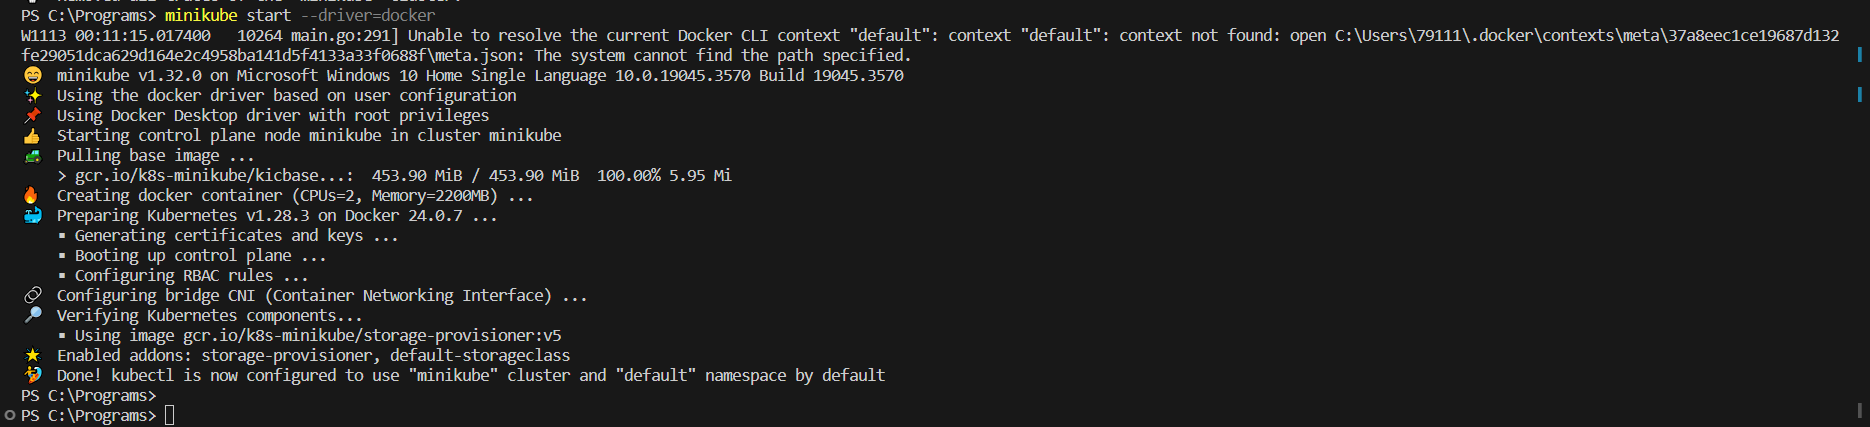 PS C:\Programs> minikube start --driver=docker
W1113 00:11:15.017400   10264 main.go:291] Unable to resolve the current Docker CLI context "default": context "default": context not found: open C:\Users\79111\.docker\contexts\meta\37a8eec1ce19687d132
fe29051dca629d164e2c4958ba141d5f4133a33f0688f\meta.json: The system cannot find the path specified.
😄  minikube v1.32.0 on Microsoft Windows 10 Home Single Language 10.0.19045.3570 Build 19045.3570
✨  Using the docker driver based on user configuration
📌  Using Docker Desktop driver with root privileges
👍  Starting control plane node minikube in cluster minikube
🚜  Pulling base image ...
    > gcr.io/k8s-minikube/kicbase...:  453.90 MiB / 453.90 MiB  100.00% 5.95 Mi
🔥  Creating docker container (CPUs=2, Memory=2200MB) ...
🐳  Preparing Kubernetes v1.28.3 on Docker 24.0.7 ...
    ▪ Generating certificates and keys ...
    ▪ Booting up control plane ...
    ▪ Configuring RBAC rules ...
🔗  Configuring bridge CNI (Container Networking Interface) ...
🔎  Verifying Kubernetes components...
    ▪ Using image gcr.io/k8s-minikube/storage-provisioner:v5
🌟  Enabled addons: storage-provisioner, default-storageclass
🏄  Done! kubectl is now configured to use "minikube" cluster and "default" namespace by default
PS C:\Programs>
PS C:\Programs>